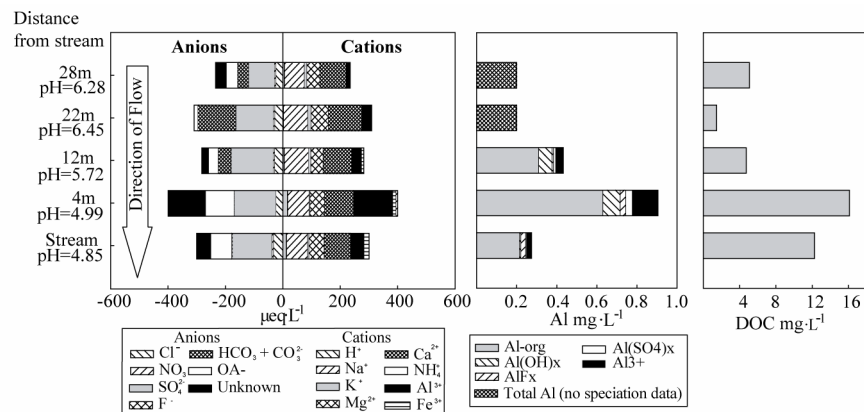 Distance
from stream
Anions
Cations
28m
pH=6.28
22m
pH=6.45
12m
pH=5.72
4m
pH=4.99
Stream
pH=4.85
Direction of Flow
-600 -400 -200 0 200 400 600
µeq·L⁻¹
0 0.2 0.4 0.6 0.8 1.0
Al mg·L⁻¹
0 4 8 12 16
DOC mg·L⁻¹
Anions
Cl⁻
NO₃
SO₄²⁻
F⁻
HCO₃ + CO₃²⁻
OA-
Unknown
Cations
H⁺
Na⁺
K⁺
Mg²⁺
Ca²⁺
NH₄⁺
Al³⁺
Fe³⁺
Al-org
Al(OH)x
AlFx
Total Al (no speciation data)
Al(SO4)x
Al3+